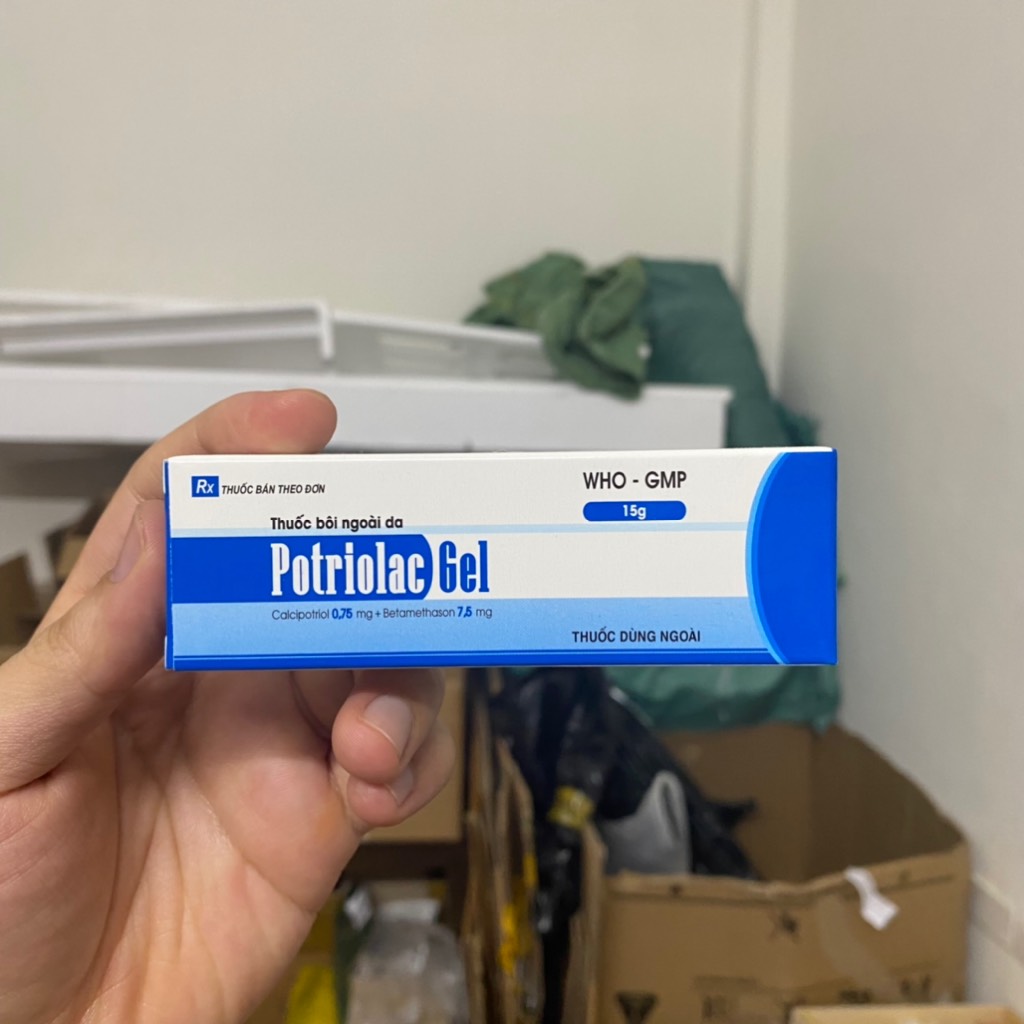 Rx THUỐC BÁN THEO ĐƠN
WHO - GMP
15g
Thuốc bôi ngoài da
Potriolac Gel
Calcipotriol 0,75 mg + Betamethason 7,5 mg
THUỐC DÙNG NGOÀI